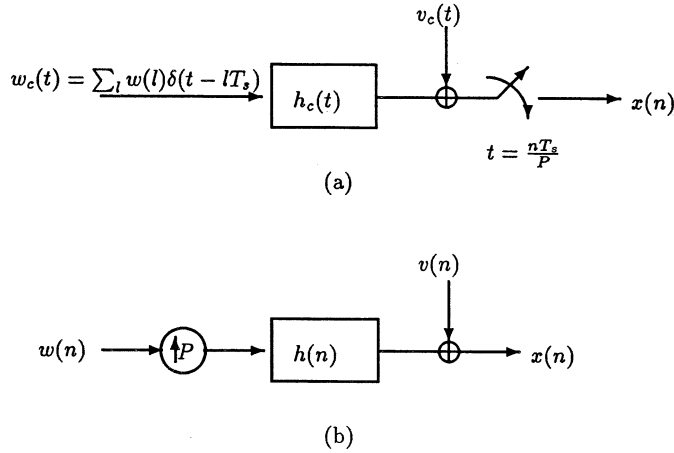 v_c(t)
w_c(t) = ∑_l w(l)δ(t − lT_s)
h_c(t)
x(n)
t = nT_s/P
(a)
v(n)
w(n)
↑P
h(n)
x(n)
(b)